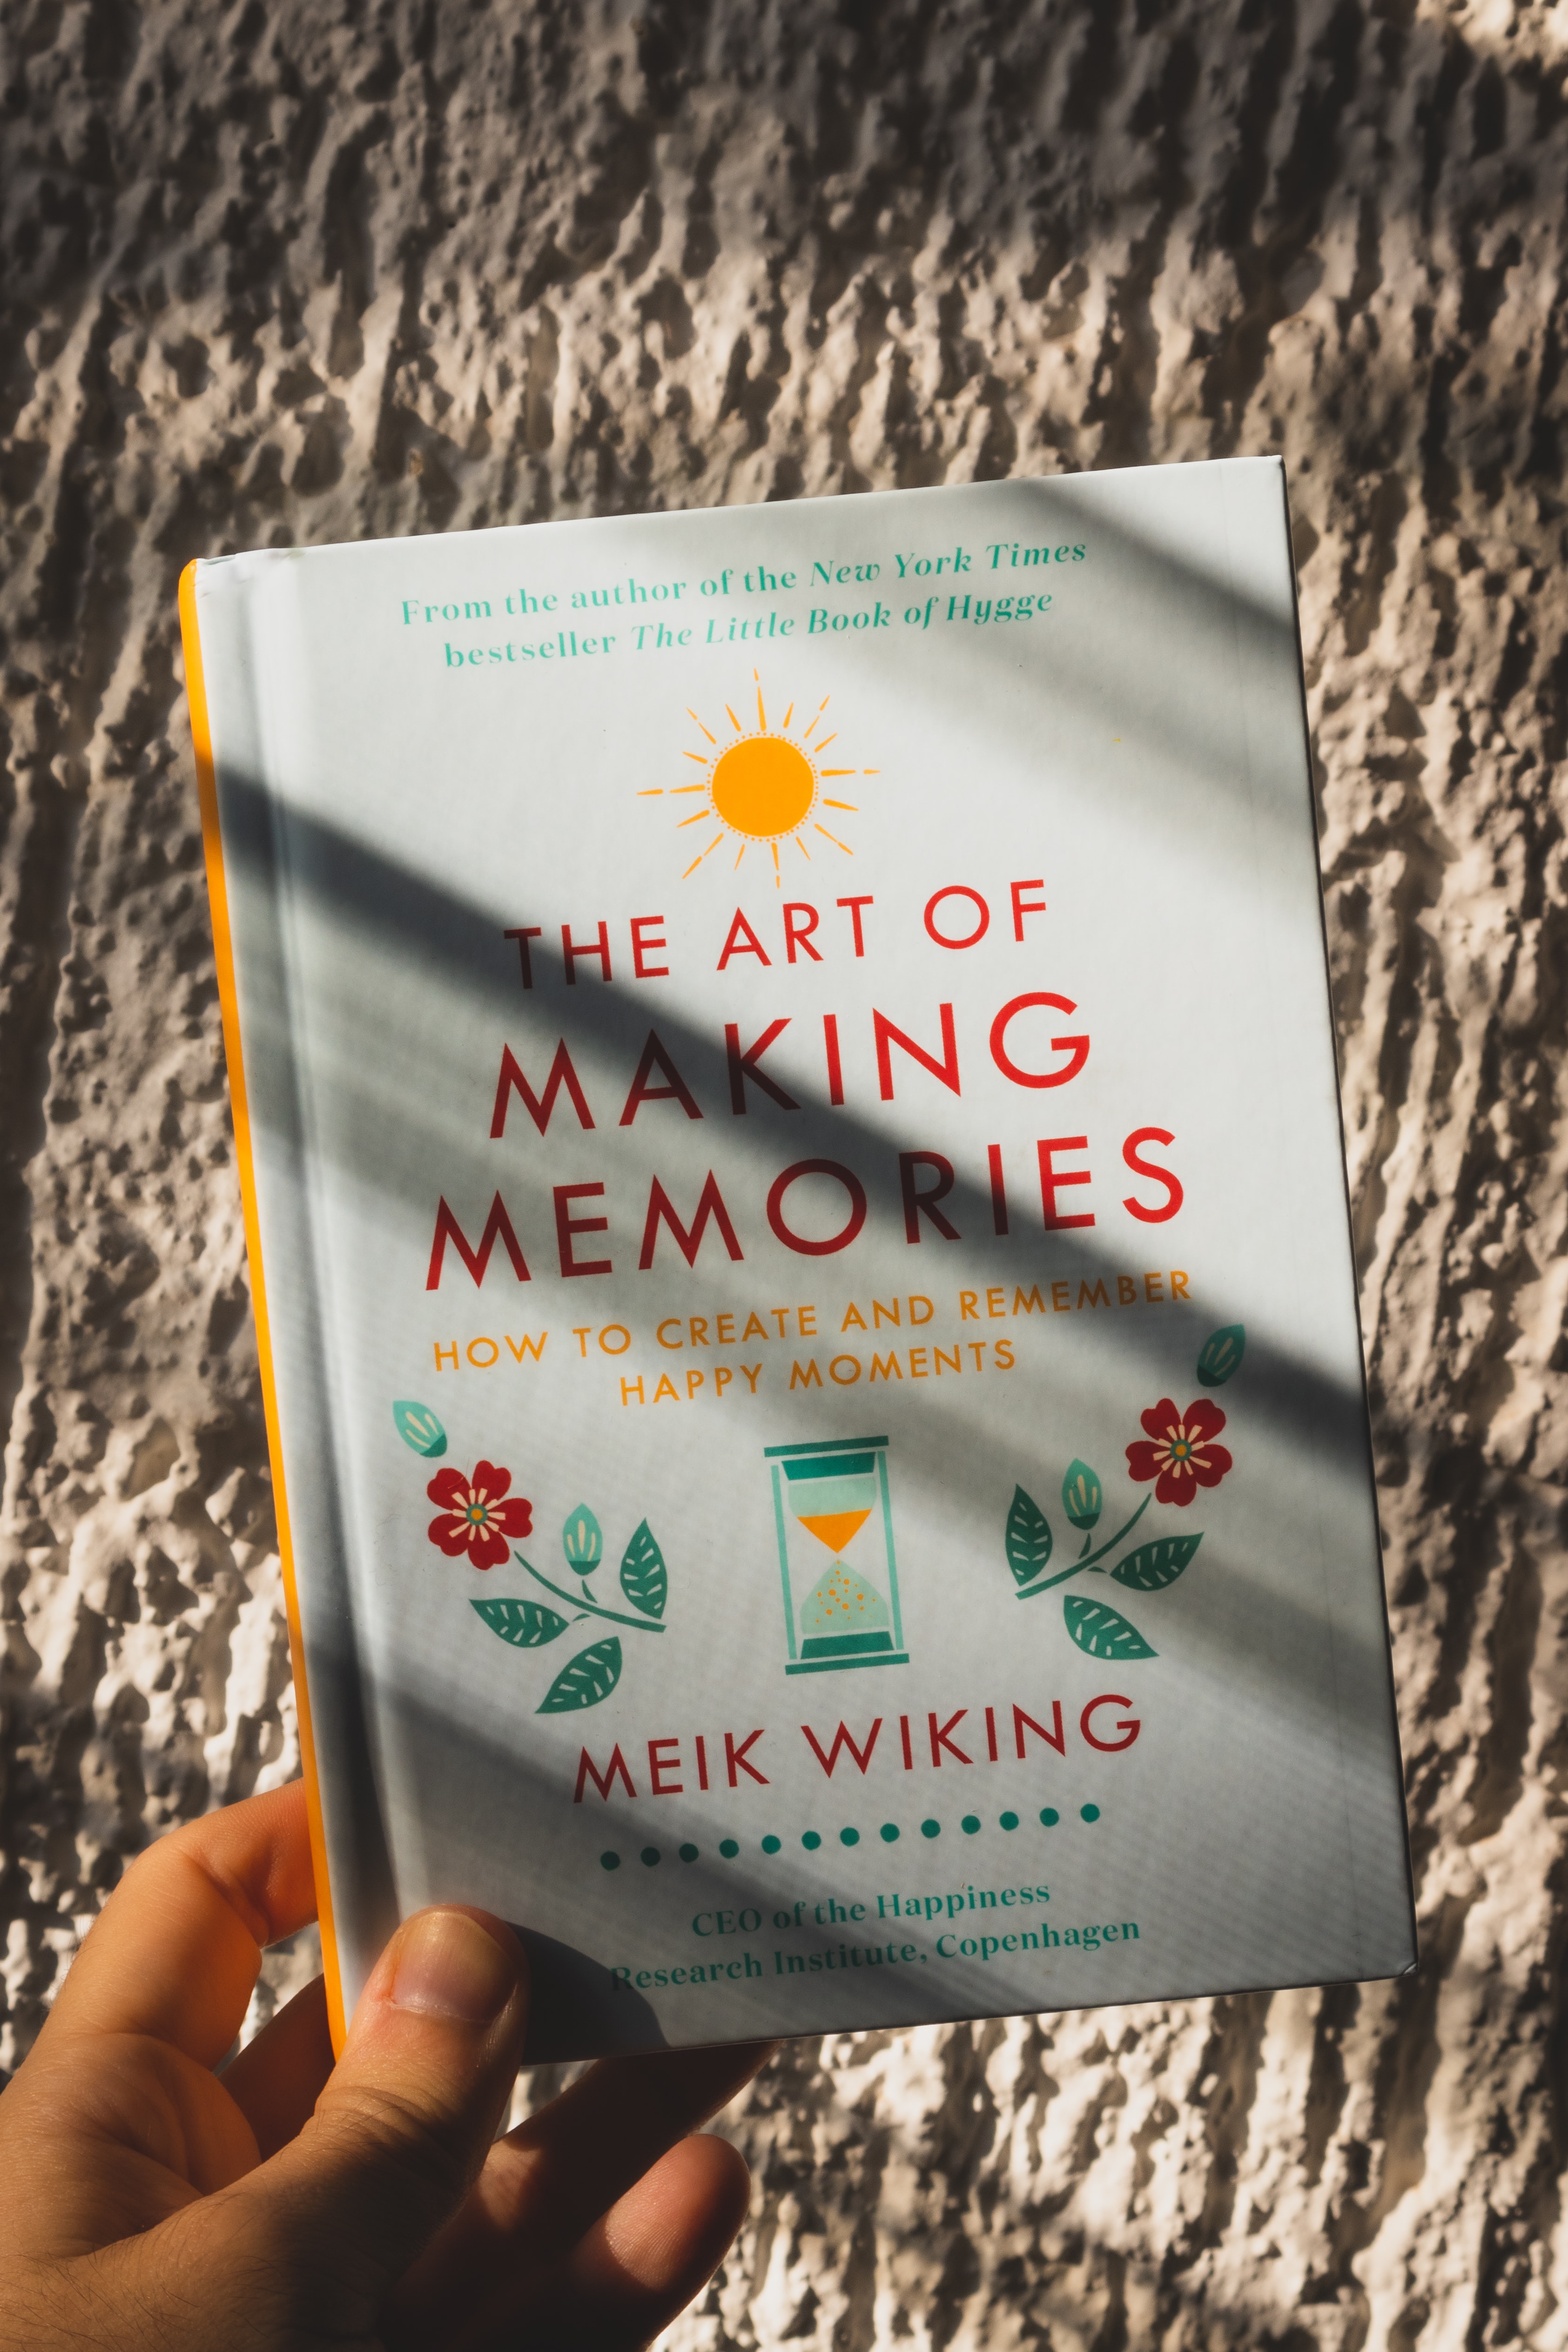 From the author of the New York Times
bestseller The Little Book of Hygge
THE ART OF
MAKING
MEMORIES
HOW TO CREATE AND REMEMBER
HAPPY MOMENTS
MEIK WIKING
CEO of the Happiness
Research Institute, Copenhagen